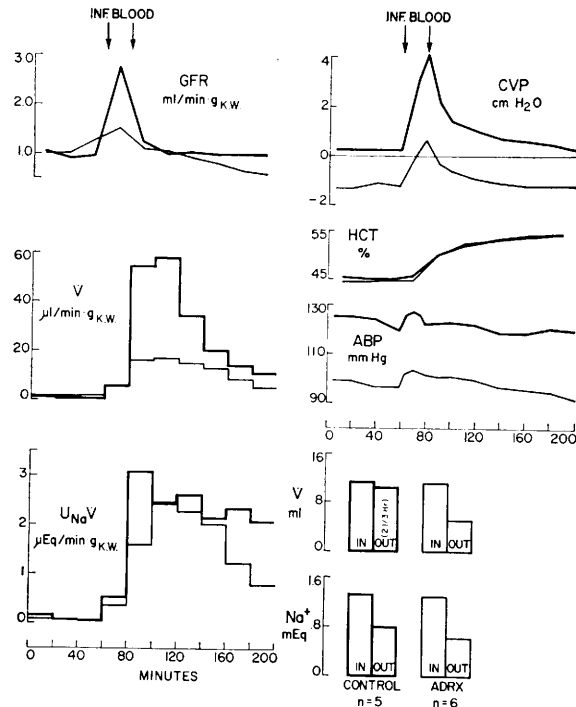 INF. BLOOD
3.0
2.0
1.0
GFR
ml/min·g K.W.
60
40
20
0
V̇
µl/min·g K.W.
3
2
1
0
U Na V̇
µEq/min g K.W.
0 40 80 120 160 200
MINUTES
INF. BLOOD
4
2
0
-2
CVP
cm H2O
55
45
HCT
%
130
110
90
ABP
mm Hg
0 40 80 120 160 200
16
8
0
V̇
ml
IN OUT IN OUT
(2 1/3 Hr)
1.6
.8
0
Na+
mEq
IN OUT IN OUT
CONTROL ADRX
n=5 n=6